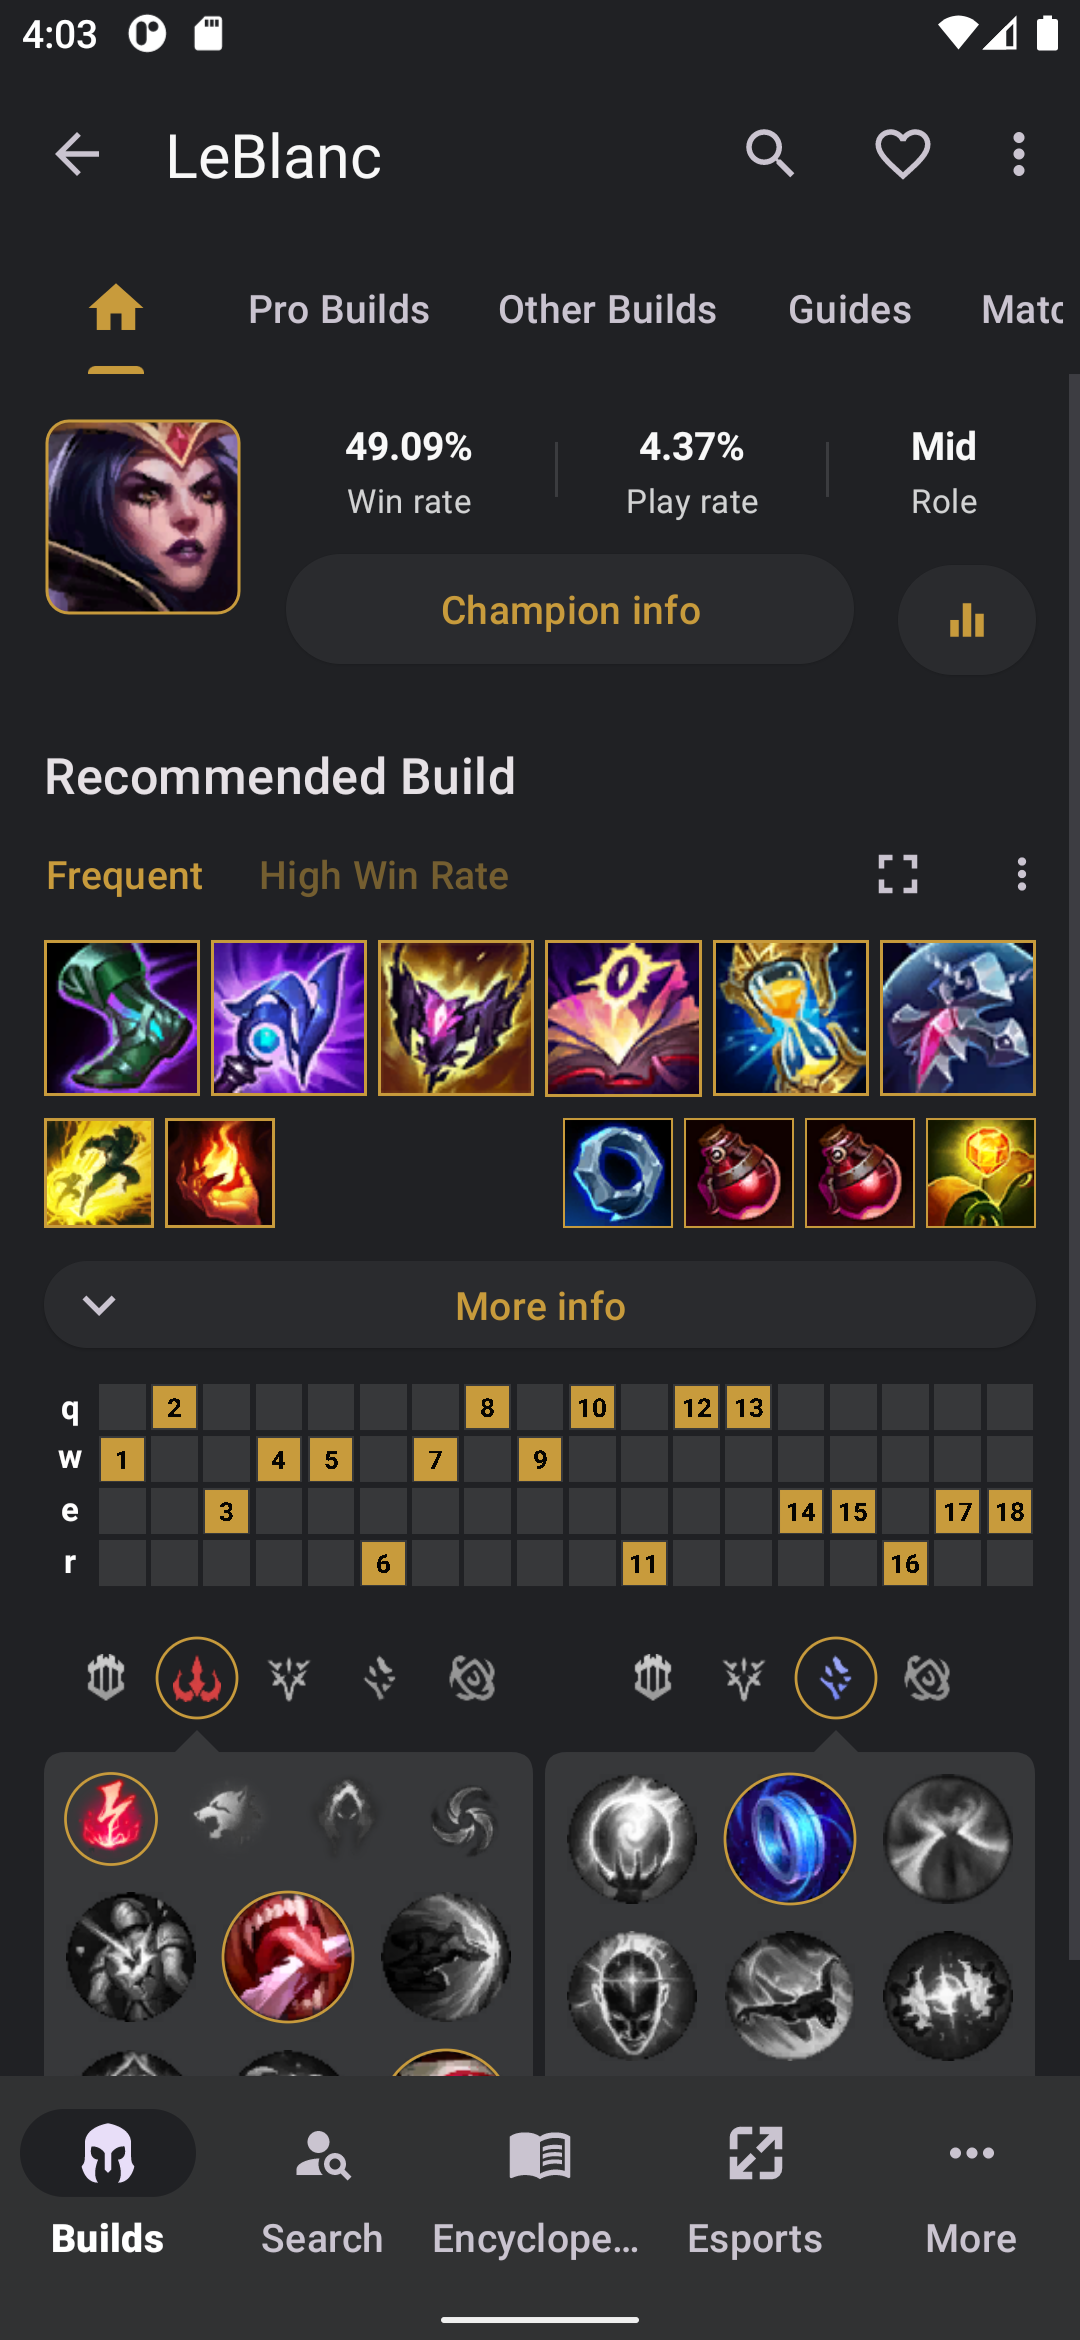 4:03
LeBlanc
Pro Builds Other Builds Guides Matc
49.09% 4.37% Mid
Win rate Play rate Role
Champion info
Recommended Build
Frequent High Win Rate
More info
q 2 8 10 12 13
w 1 4 5 7 9
e 3 14 15 17 18
r 6 11 16
Builds Search Encyclope... Esports More